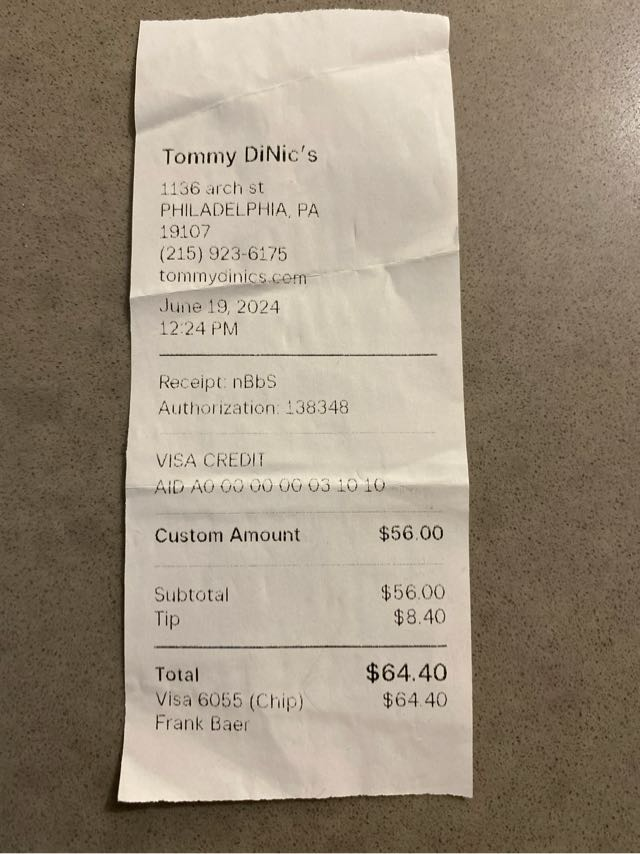 Tommy DiNic's
1136 arch st
PHILADELPHIA, PA
19107
(215) 923-6175
tommydinics.com
June 19, 2024
12:24 PM
Receipt: nBbS
Authorization: 138348
VISA CREDIT
AID A0 00 00 00 03 10 10
Custom Amount $56.00
Subtotal $56.00
Tip $8.40
Total $64.40
Visa 6055 (Chip) $64.40
Frank Baer